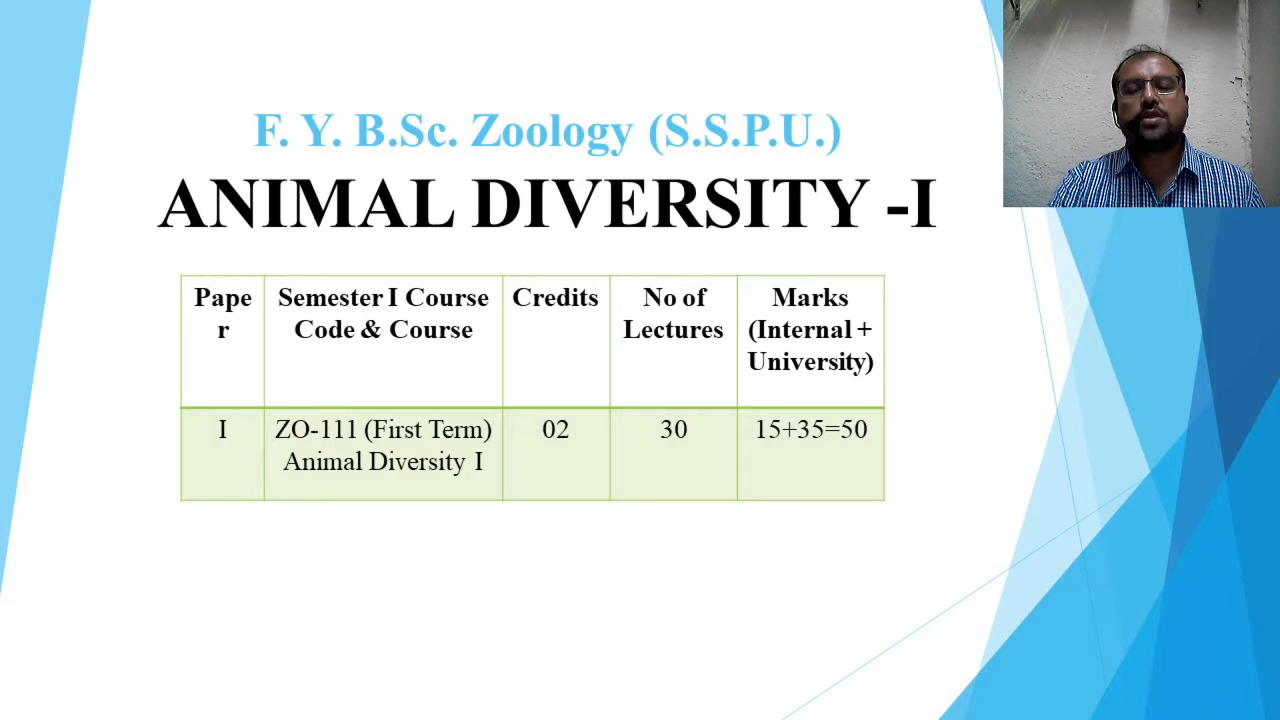 F. Y. B.Sc. Zoology (S.S.P.U.)
ANIMAL DIVERSITY -I
Pape
r
Semester I Course
Code & Course
Credits
No of
Lectures
Marks
(Internal +
University)
I
ZO-111 (First Term)
Animal Diversity I
02
30
15+35=50